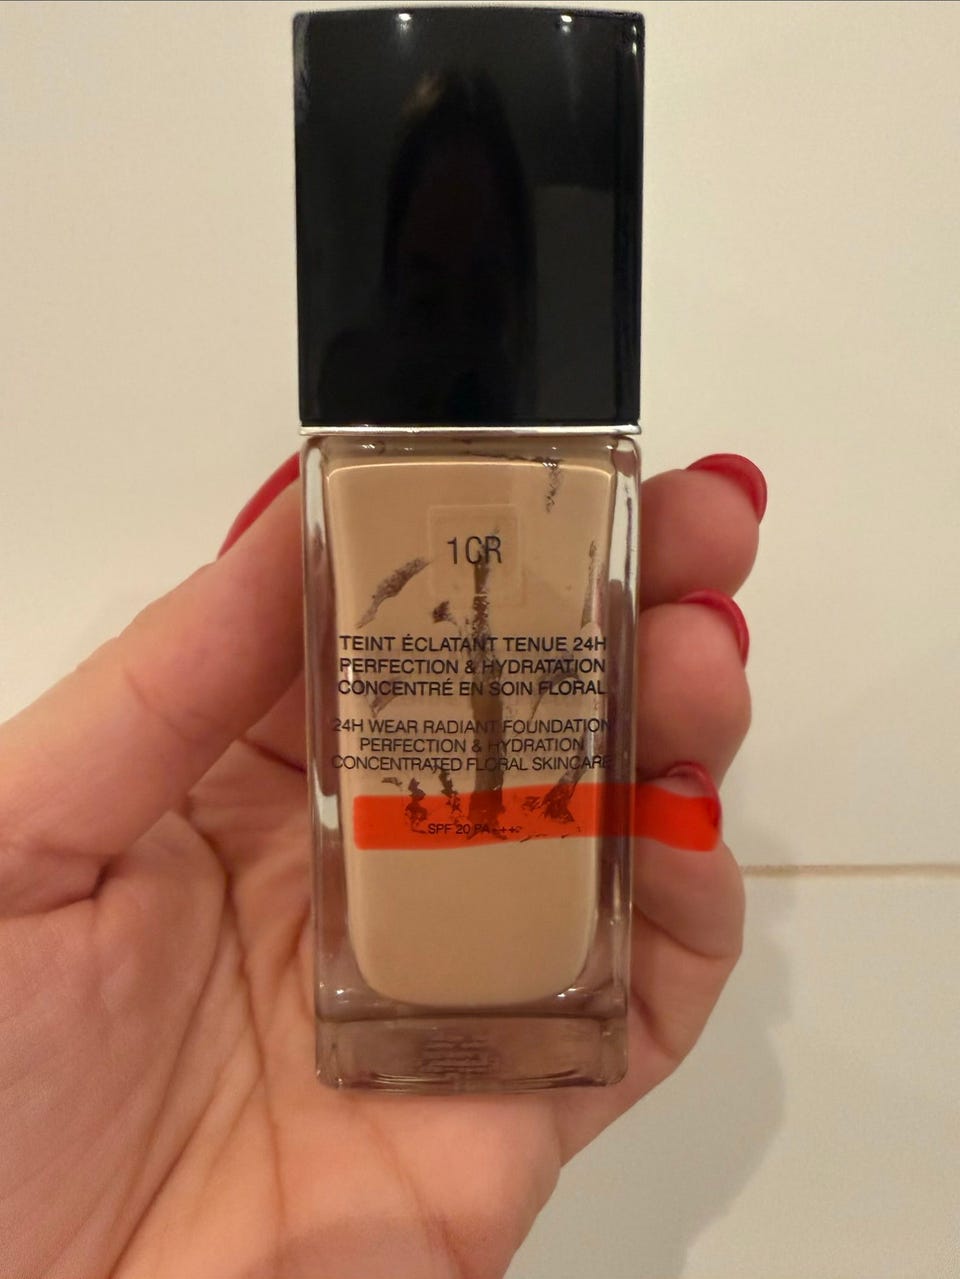 1CR
TEINT ÉCLATANT TENUE 24H
PERFECTION & HYDRATATION
CONCENTRÉ EN SOIN FLORAL
24H WEAR RADIANT FOUNDATION
PERFECTION & HYDRATION
CONCENTRATED FLORAL SKINCARE
SPF 20 PA+++